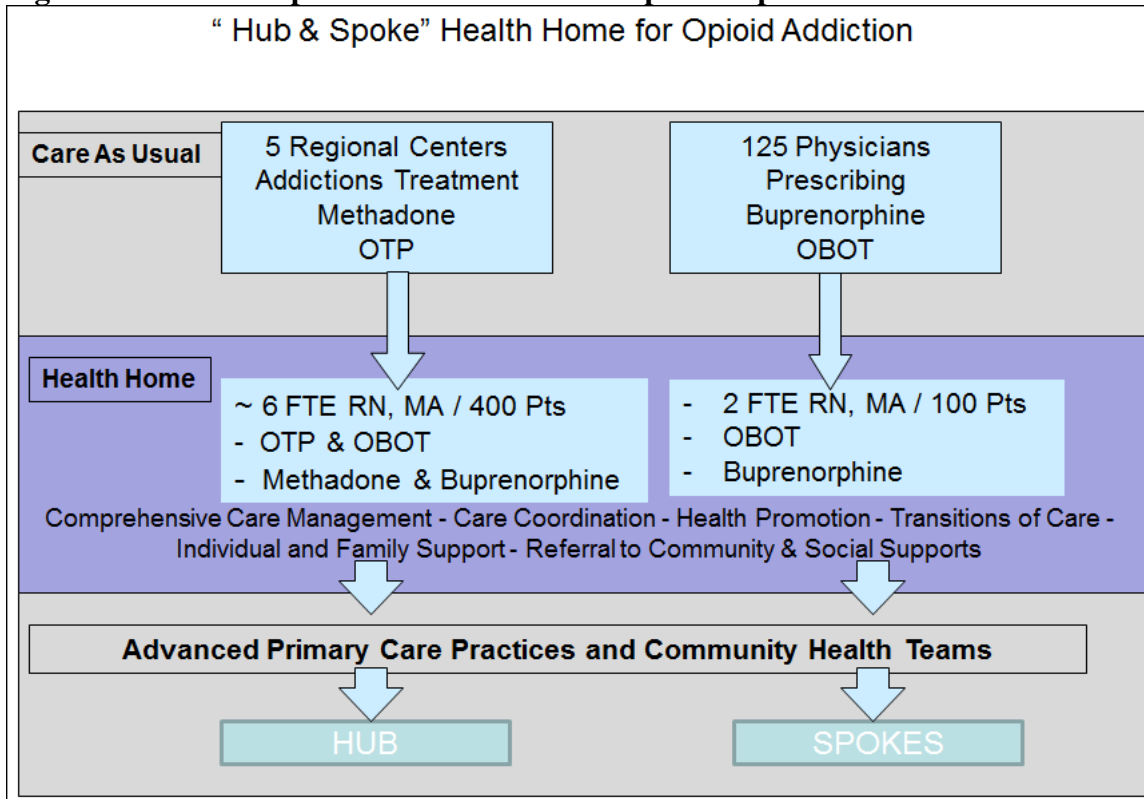 “ Hub & Spoke” Health Home for Opioid Addiction
Care As Usual
5 Regional Centers
Addictions Treatment
Methadone
OTP
125 Physicians
Prescribing
Buprenorphine
OBOT
Health Home
~ 6 FTE RN, MA / 400 Pts
- OTP & OBOT
- Methadone & Buprenorphine
- 2 FTE RN, MA / 100 Pts
- OBOT
- Buprenorphine
Comprehensive Care Management - Care Coordination - Health Promotion - Transitions of Care -
Individual and Family Support - Referral to Community & Social Supports
Advanced Primary Care Practices and Community Health Teams
HUB
SPOKES